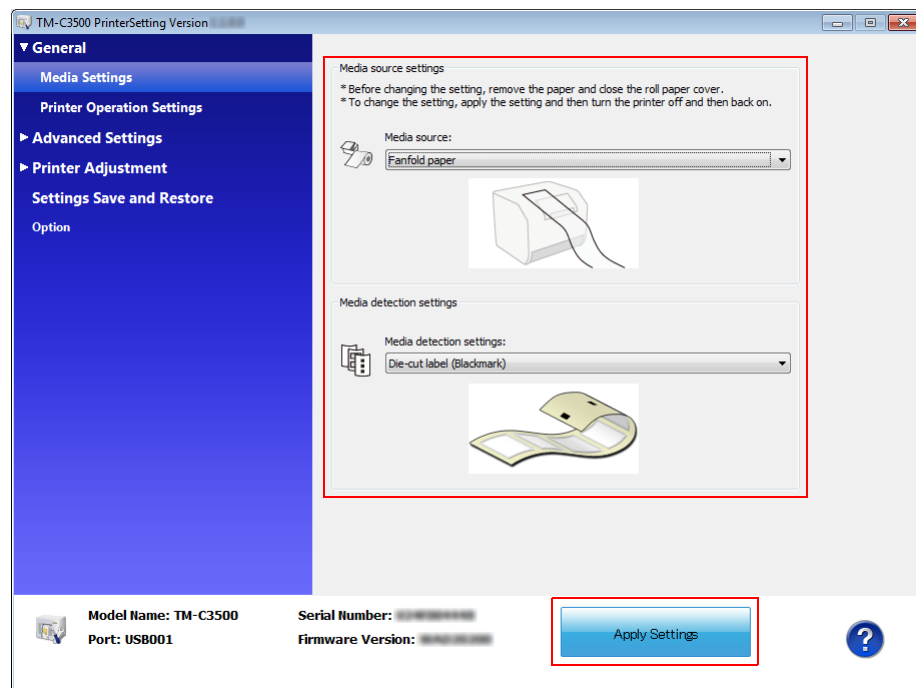 TM-C3500 PrinterSetting Version
General
Media Settings
Printer Operation Settings
Advanced Settings
Printer Adjustment
Settings Save and Restore
Option
Media source settings
* Before changing the setting, remove the paper and close the roll paper cover.
* To change the setting, apply the setting and then turn the printer off and then back on.
Media source:
Fanfold paper
Media detection settings
Media detection settings:
Die-cut label (Blackmark)
Model Name: TM-C3500
Port: USB001
Serial Number:
Firmware Version:
Apply Settings
?